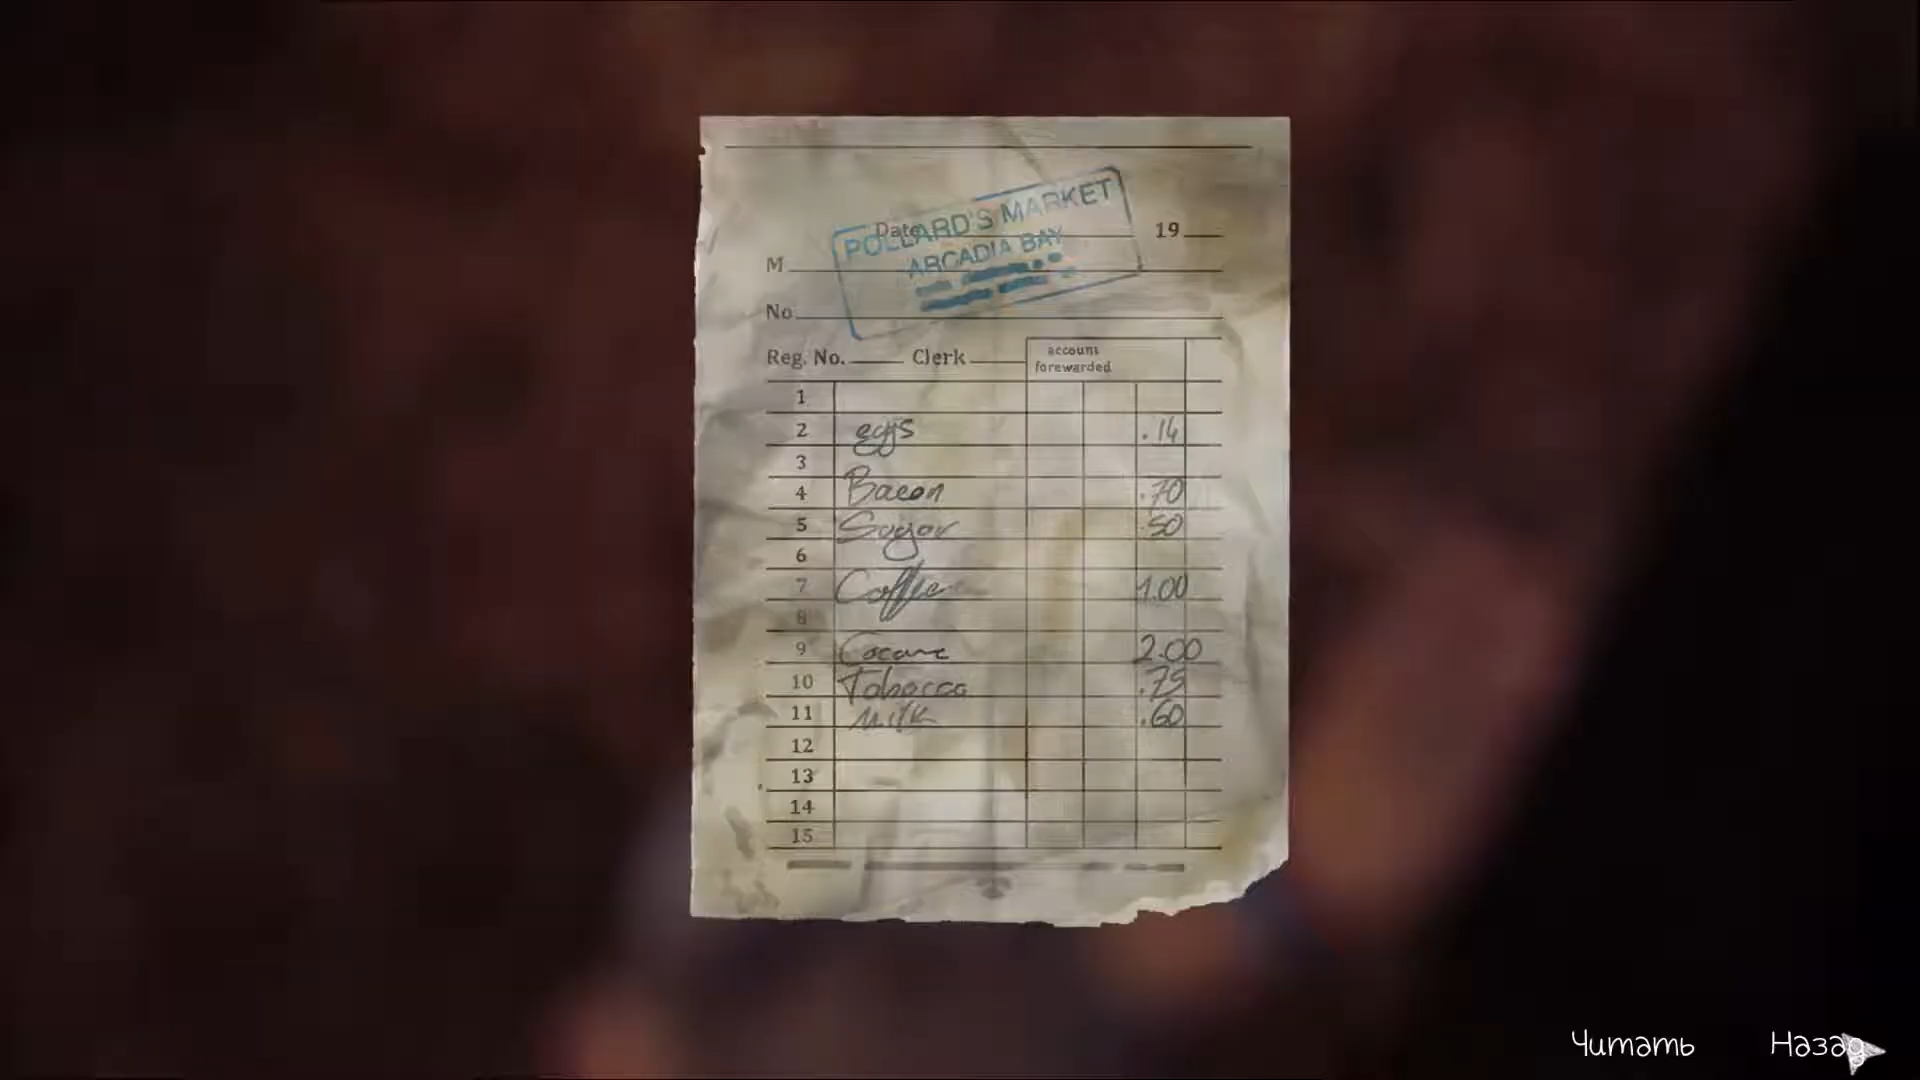 POLLARD'S MARKET
ARCADIA BAY
Date 19
M
No
Reg. No. Clerk account forewarded
1
2 eggs .14
3
4 Bacon .70
5 Sugar .50
6
7 Coffee 1.00
8
9 2.00
10 Tobacco .75
11 Milk .60
12
13
14
15
Читать Назад